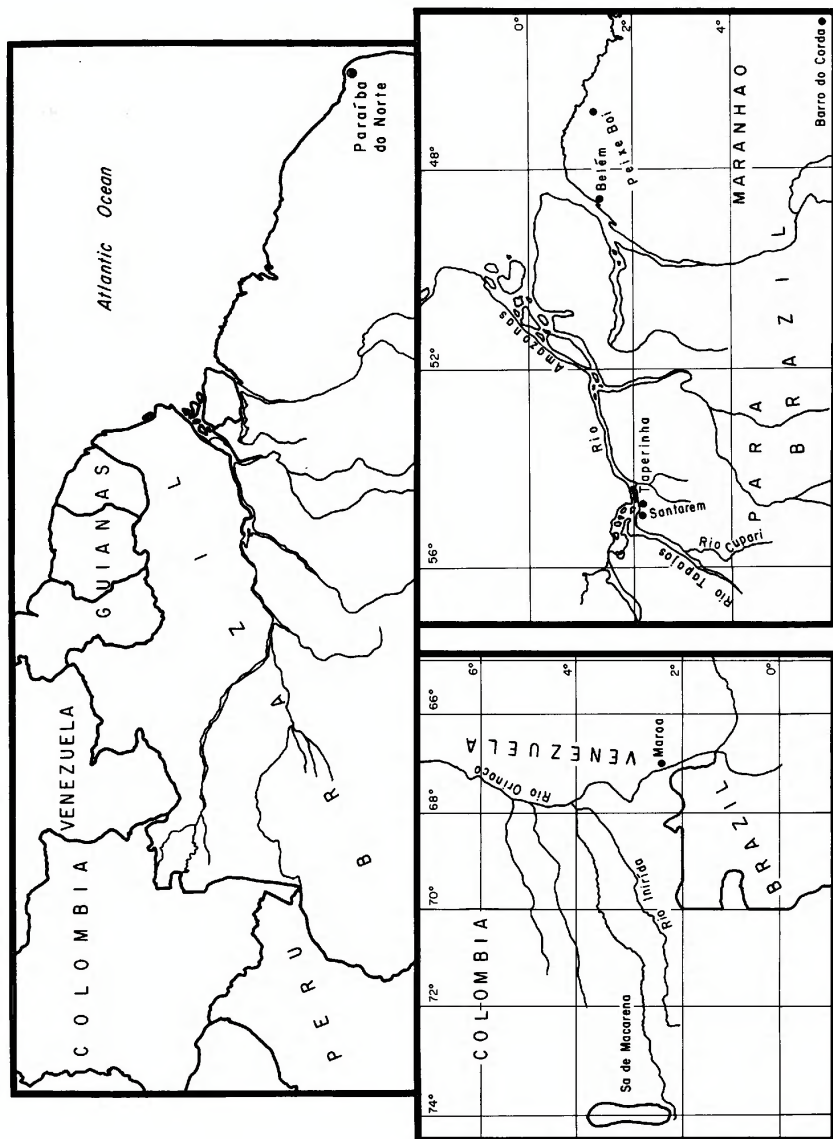 Atlantic Ocean
COLOMBIA
VENEZUELA
GUIANAS
PERU
BRAZIL
Paraíba
do Norte
74°
72°
70°
68°
66°
6°
4°
2°
0°
COLOMBIA
VENEZUELA
BRAZIL
Rio Orinoco
Maroa
Rio Inirida
Sa de Macarena
56°
52°
48°
0°
2°
4°
Rio Amazonas
Belém
Peixe Boi
MARANHAO
Taperinha
Santarem
Rio Cupari
Rio Tapajos
PARA
BRAZIL
Barro do Corda